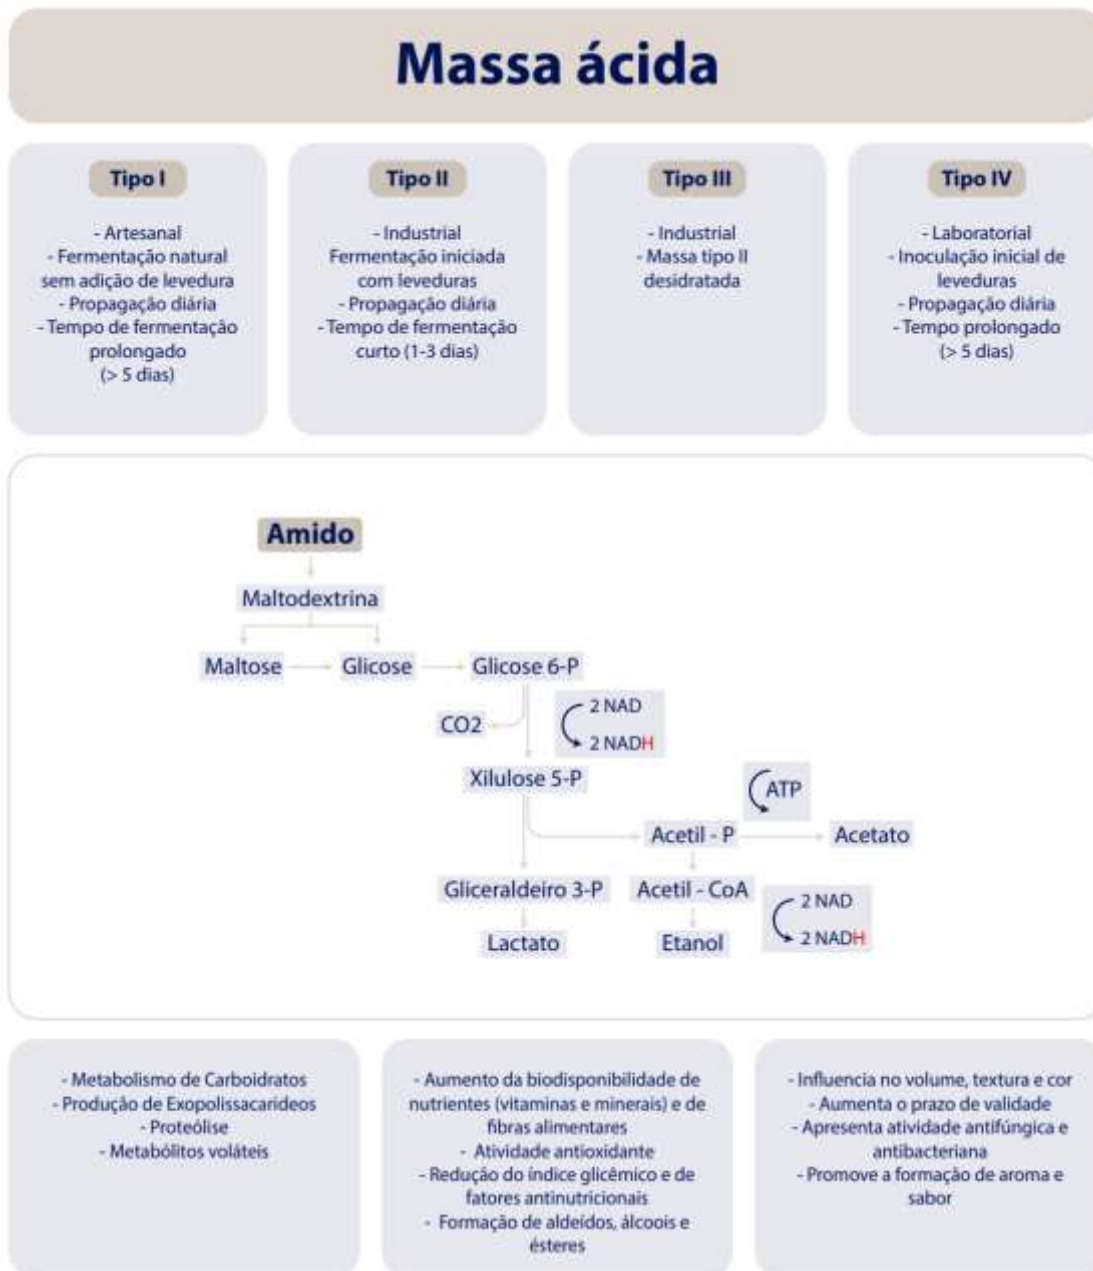 Massa ácida
Tipo I
- Artesanal
- Fermentação natural
sem adição de levedura
- Propagação diária
- Tempo de fermentação
prolongado
(> 5 dias)
Tipo II
- Industrial
Fermentação iniciada
com leveduras
- Propagação diária
- Tempo de fermentação
curto (1-3 dias)
Tipo III
- Industrial
- Massa tipo II
desidratada
Tipo IV
- Laboratorial
- Inoculação inicial de
leveduras
- Propagação diária
- Tempo prolongado
(> 5 dias)
Amido
Maltodextrina
Maltose
Glicose
Glicose 6-P
CO2
2 NAD
2 NADH
Xilulose 5-P
ATP
Acetil - P
Acetato
Gliceraldeiro 3-P
Acetil - CoA
2 NAD
2 NADH
Lactato
Etanol
- Metabolismo de Carboidratos
- Produção de Exopolissacarideos
- Proteólise
- Metabólitos voláteis
- Aumento da biodisponibilidade de
nutrientes (vitaminas e minerais) e de
fibras alimentares
- Atividade antioxidante
- Redução do índice glicêmico e de
fatores antinutricionais
- Formação de aldeídos, álcoois e
ésteres
- Influencia no volume, textura e cor
- Aumenta o prazo de validade
- Apresenta atividade antifúngica e
antibacteriana
- Promove a formação de aroma e
sabor